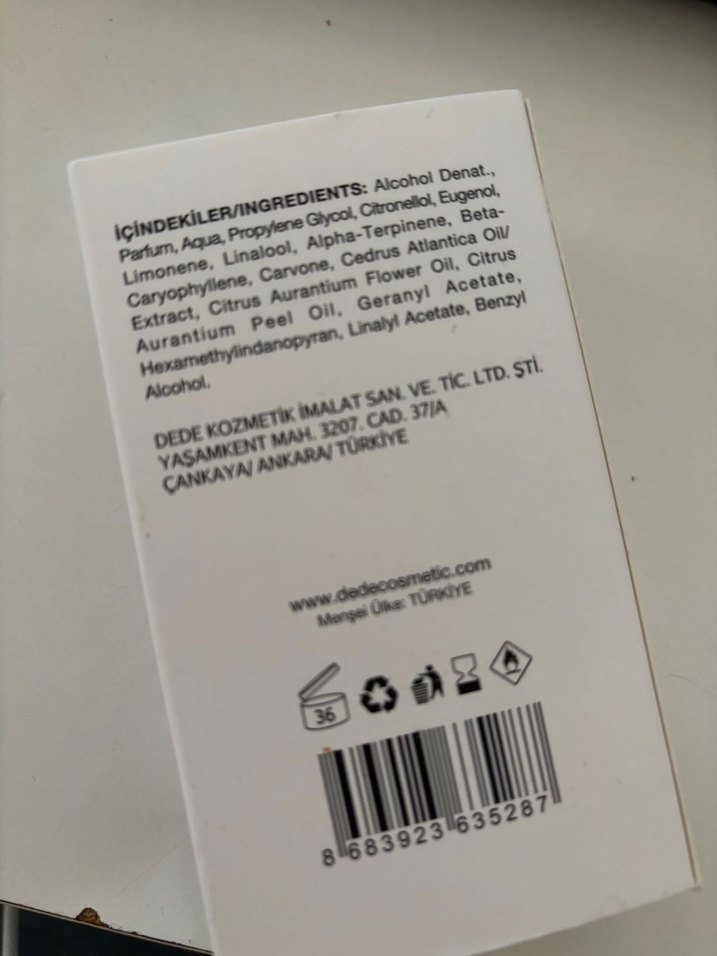 İÇİNDEKİLER/INGREDIENTS: Alcohol Denat.,
Parfum, Aqua, Propylene Glycol, Citronellol, Eugenol,
Limonene, Linalool, Alpha-Terpinene, Beta-
Caryophyllene, Carvone, Cedrus Atlantica Oil/
Extract, Citrus Aurantium Flower Oil, Citrus
Aurantium Peel Oil, Geranyl Acetate,
Hexamethylindanopyran, Linalyl Acetate, Benzyl
Alcohol.
DEDE KOZMETİK İMALAT SAN. VE. TİC. LTD. ŞTİ.
YAŞAMKENT MAH. 3207. CAD. 37/A
ÇANKAYA/ ANKARA/ TÜRKİYE
www.dedecosmetic.com
Menşei Ülke: TÜRKİYE
36
8 683923 635287